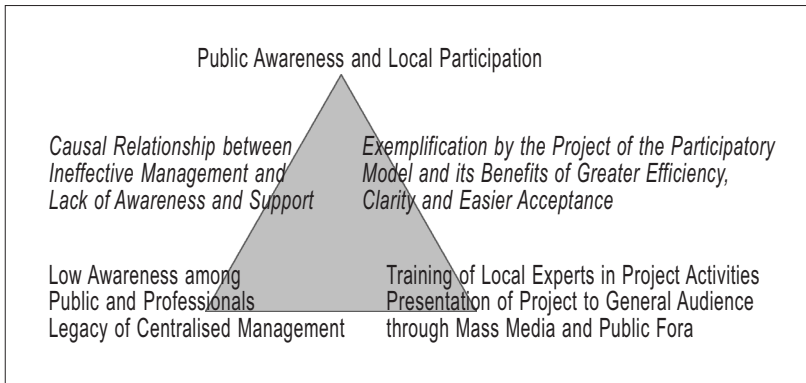 Public Awareness and Local Participation
Causal Relationship between
Ineffective Management and
Lack of Awareness and Support
Exemplification by the Project of the Participatory
Model and its Benefits of Greater Efficiency,
Clarity and Easier Acceptance
Low Awareness among
Public and Professionals
Legacy of Centralised Management
Training of Local Experts in Project Activities
Presentation of Project to General Audience
through Mass Media and Public Fora